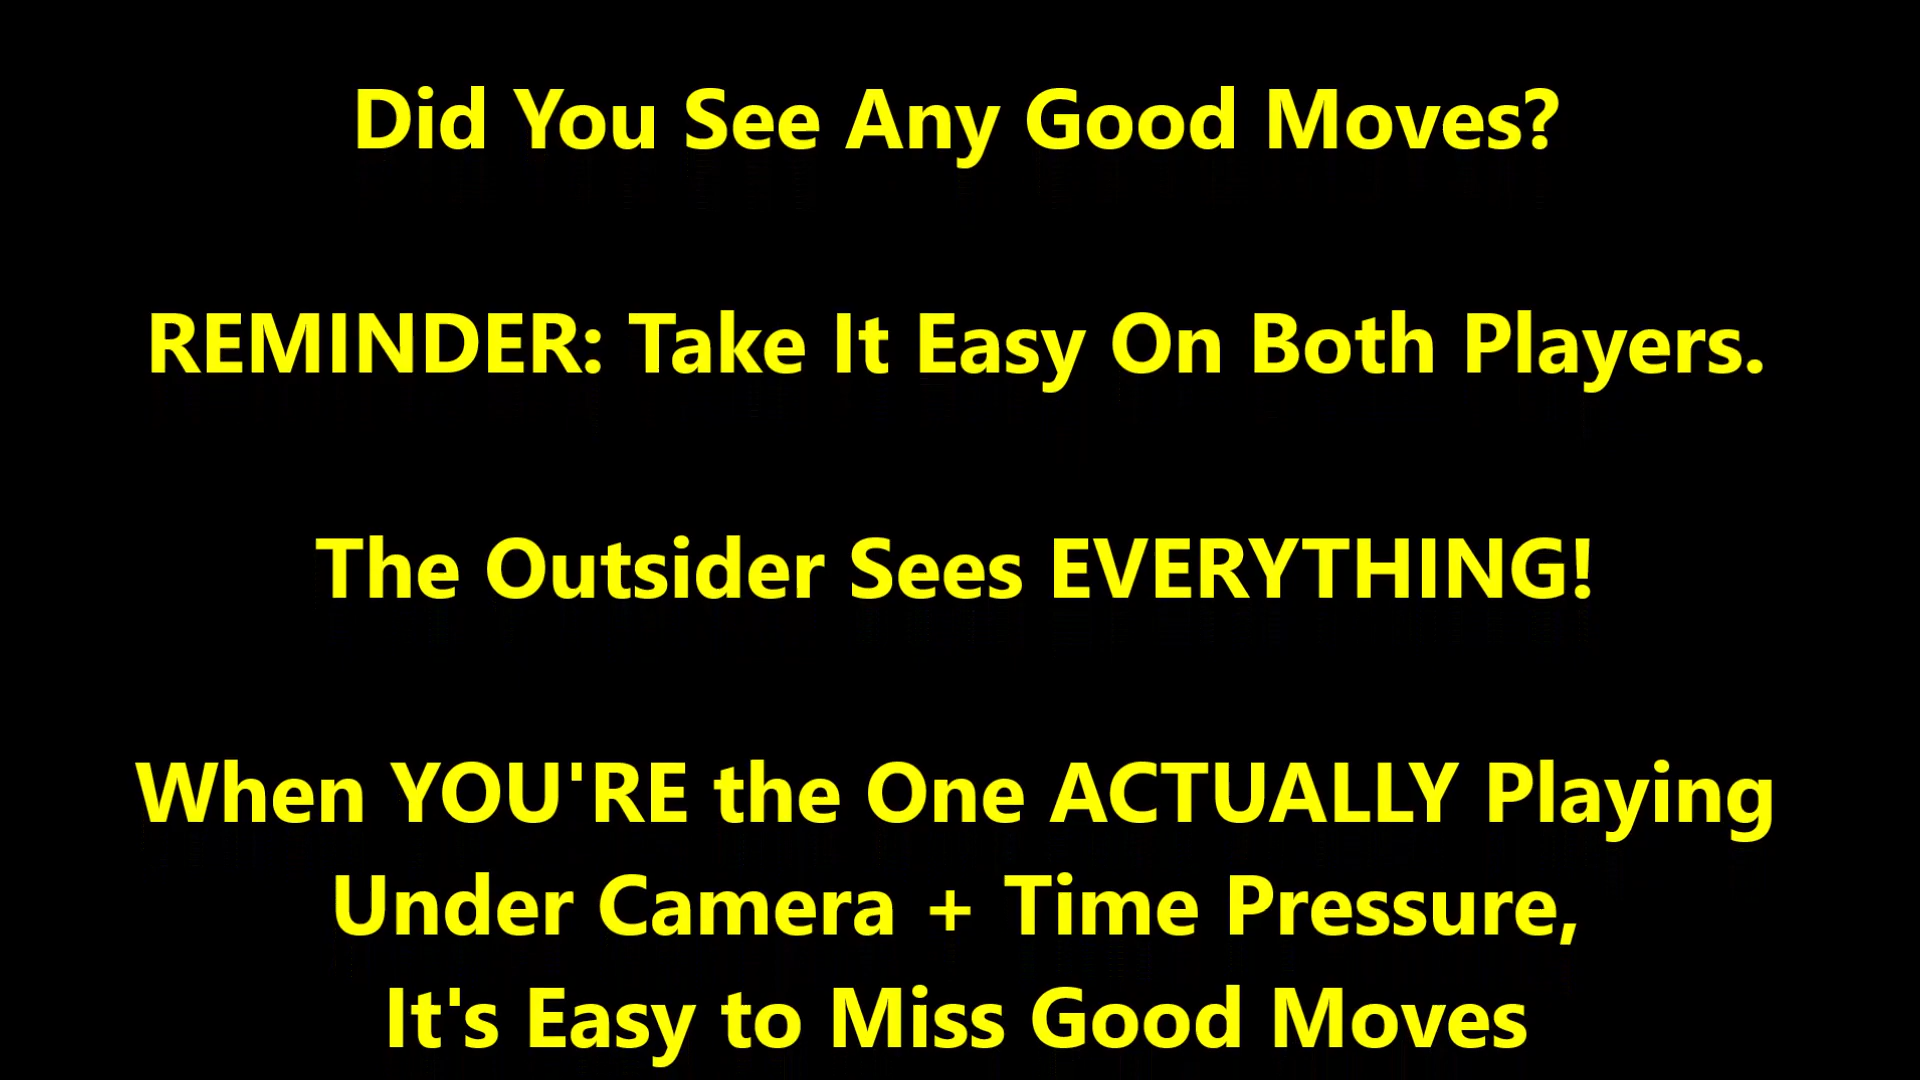 Did You See Any Good Moves?
REMINDER: Take It Easy On Both Players.
The Outsider Sees EVERYTHING!
When YOU'RE the One ACTUALLY Playing
Under Camera + Time Pressure,
It's Easy to Miss Good Moves